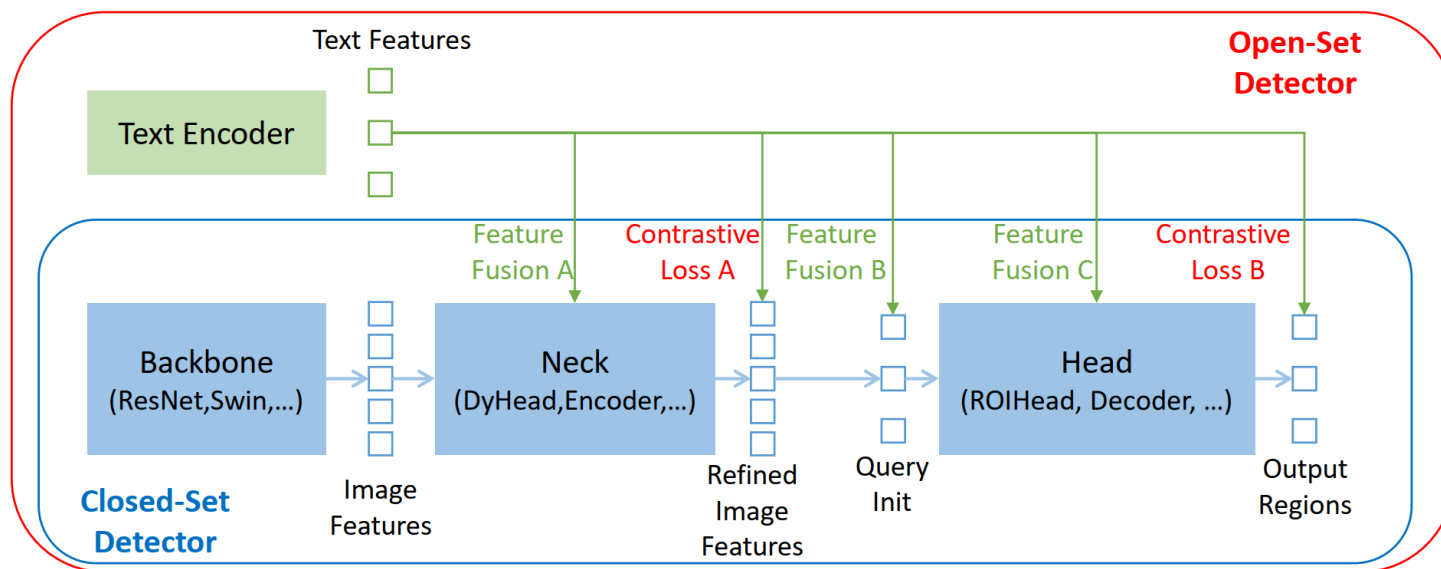 Text Features
Open-Set
Detector
Text Encoder
Feature
Fusion A
Contrastive
Loss A
Feature
Fusion B
Feature
Fusion C
Contrastive
Loss B
Backbone
(ResNet,Swin,...)
Neck
(DyHead,Encoder,...)
Head
(ROIHead, Decoder, ...)
Closed-Set
Detector
Image
Features
Refined
Image
Features
Query
Init
Output
Regions